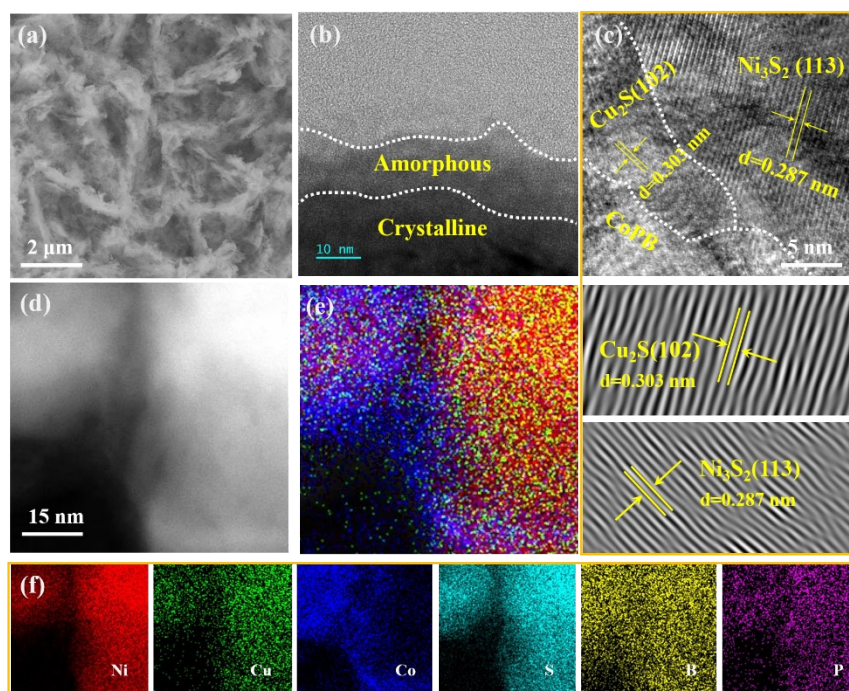 (a)
2 μm
(b)
Amorphous
Crystalline
10 nm
(c)
Cu₂S(102)
d=0.303 nm
Ni₃S₂ (113)
d=0.287 nm
CoPB
5 nm
(d)
15 nm
(e)
Cu₂S(102)
d=0.303 nm
Ni₃S₂(113)
d=0.287 nm
(f)
Ni
Cu
Co
S
B
P